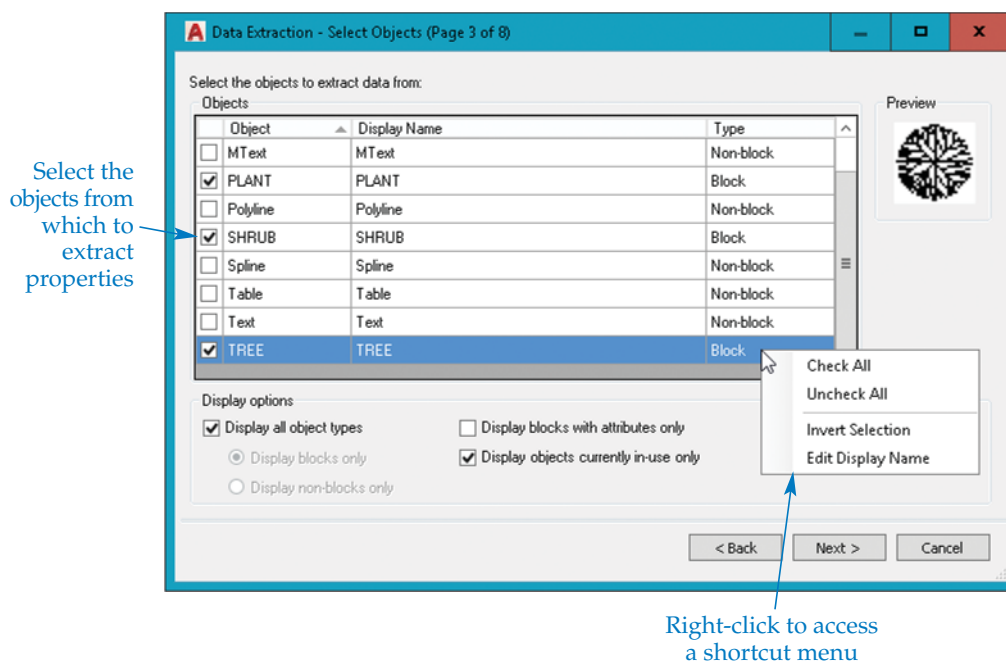 Data Extraction - Select Objects (Page 3 of 8)
Select the objects to extract data from:
Objects
Preview
Object Display Name Type
MText MText Non-block
PLANT PLANT Block
Polyline Polyline Non-block
SHRUB SHRUB Block
Spline Spline Non-block
Table Table Non-block
Text Text Non-block
TREE TREE Block
Select the
objects from
which to
extract
properties
Check All
Uncheck All
Invert Selection
Edit Display Name
Display options
Display all object types
Display blocks only
Display non-blocks only
Display blocks with attributes only
Display objects currently in-use only
< Back Next > Cancel
Right-click to access
a shortcut menu